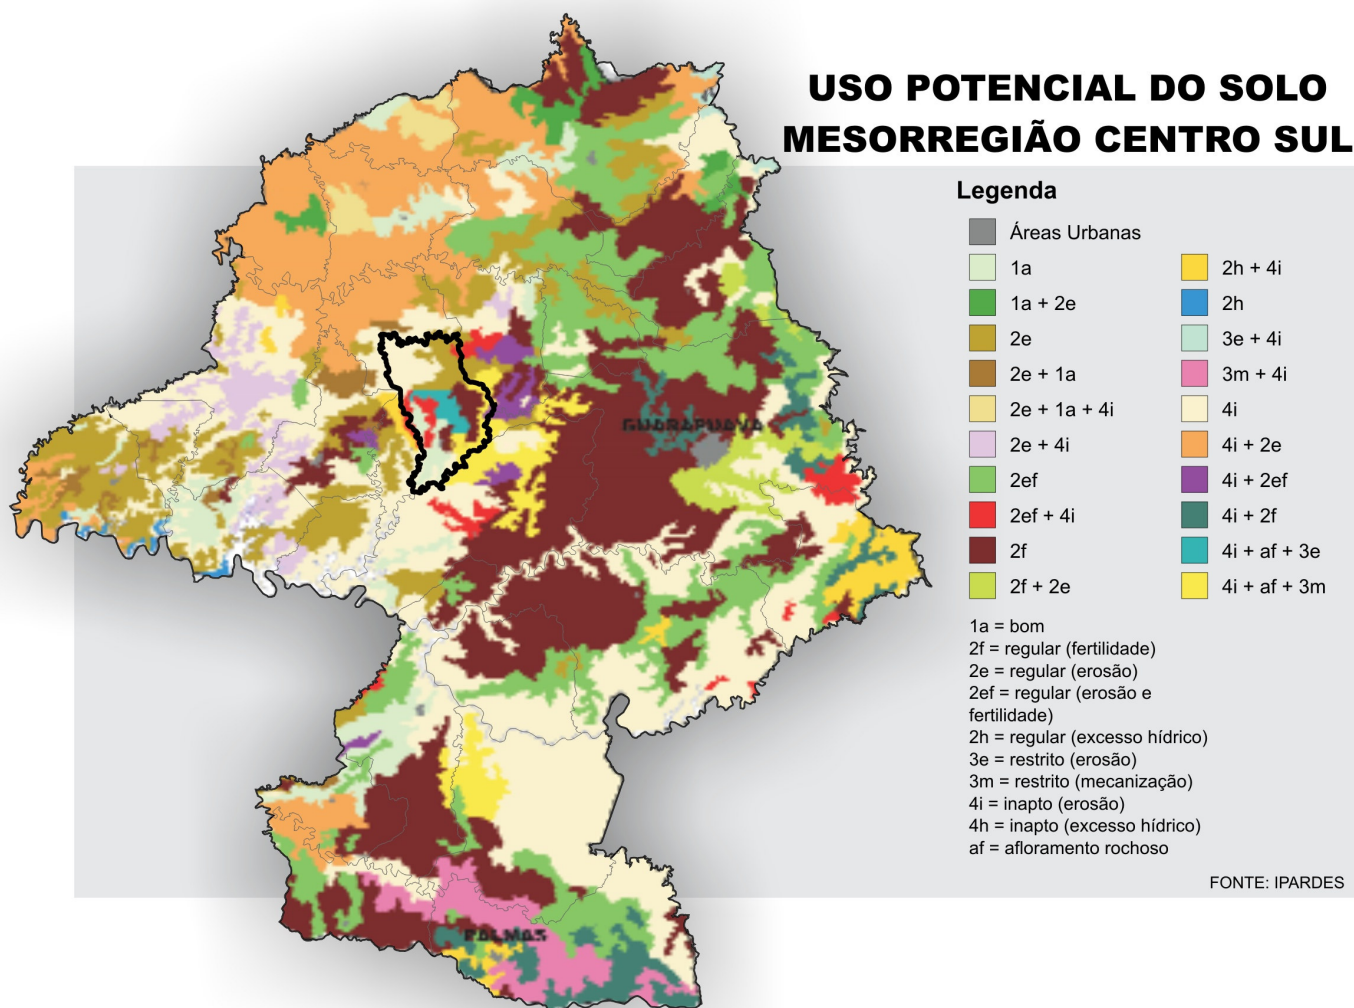 USO POTENCIAL DO SOLO
MESORREGIÃO CENTRO SUL
Legenda
Áreas Urbanas
1a
1a + 2e
2e
2e + 1a
2e + 1a + 4i
2e + 4i
2ef
2ef + 4i
2f
2f + 2e
2h + 4i
2h
3e + 4i
3m + 4i
4i
4i + 2e
4i + 2ef
4i + 2f
4i + af + 3e
4i + af + 3m
1a = bom
2f = regular (fertilidade)
2e = regular (erosão)
2ef = regular (erosão e
fertilidade)
2h = regular (excesso hídrico)
3e = restrito (erosão)
3m = restrito (mecanização)
4i = inapto (erosão)
4h = inapto (excesso hídrico)
af = afloramento rochoso
FONTE: IPARDES
GUARAPUAVA
PALMAS